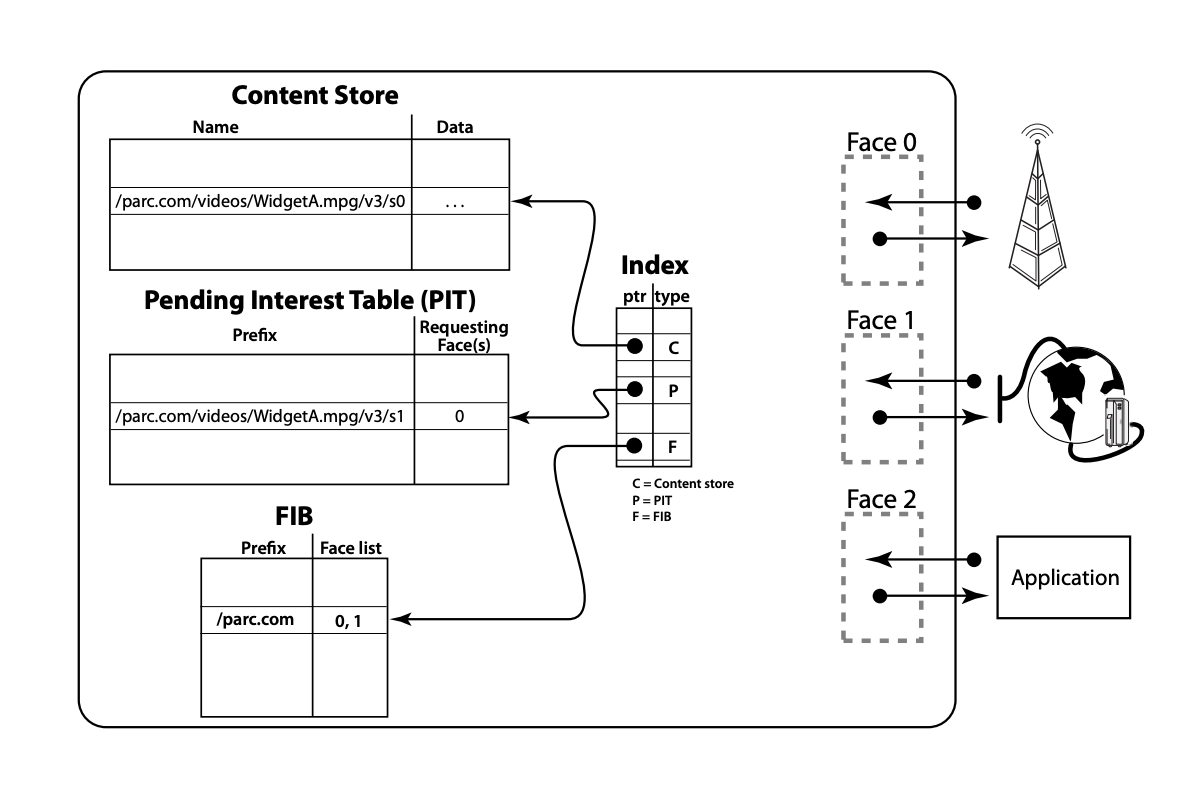 Content Store
Name Data
/parc.com/videos/WidgetA.mpg/v3/s0 ...
Pending Interest Table (PIT)
Prefix Requesting
Face(s)
/parc.com/videos/WidgetA.mpg/v3/s1 0
FIB
Prefix Face list
/parc.com 0, 1
Index
ptr type
C
P
F
C = Content store
P = PIT
F = FIB
Face 0
Face 1
Face 2
Application